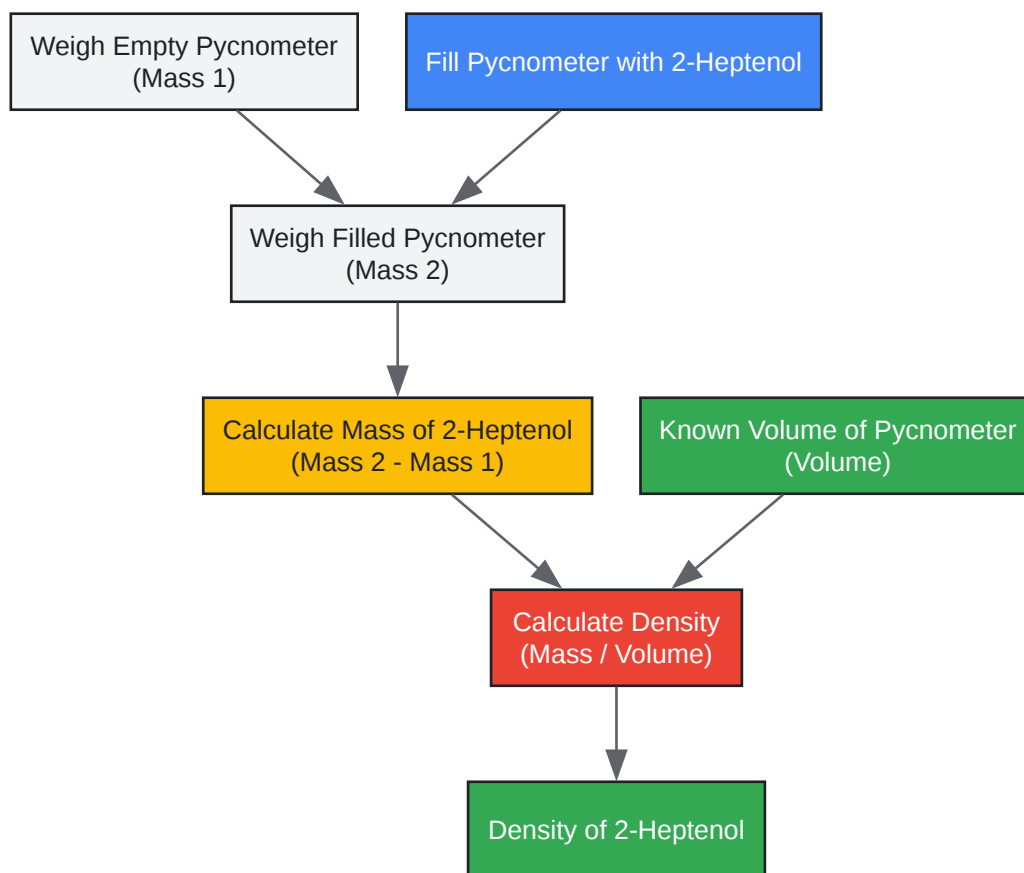 Weigh Empty Pycnometer
(Mass 1)
Fill Pycnometer with 2-Heptenol
Weigh Filled Pycnometer
(Mass 2)
Calculate Mass of 2-Heptenol
(Mass 2 - Mass 1)
Known Volume of Pycnometer
(Volume)
Calculate Density
(Mass / Volume)
Density of 2-Heptenol